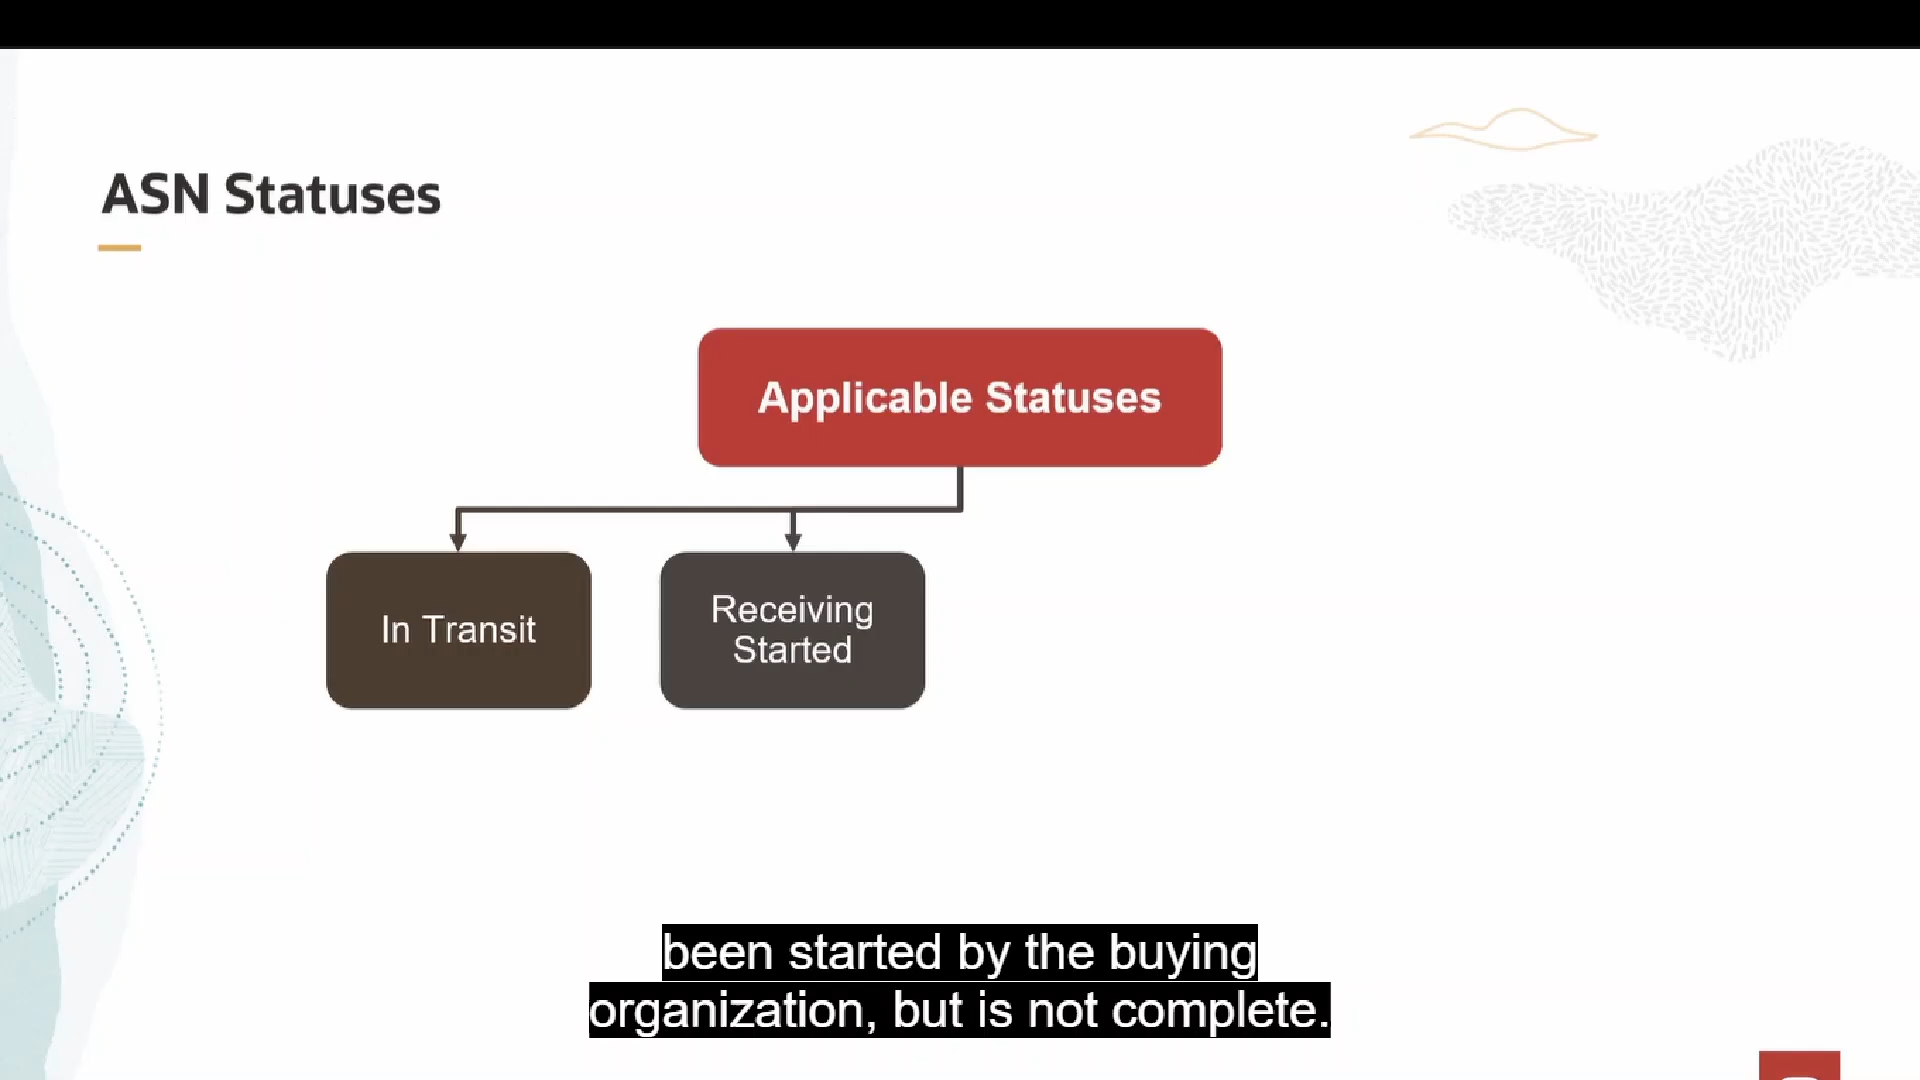 ASN Statuses
Applicable Statuses
In Transit
Receiving
Started
been started by the buying
organization, but is not complete.